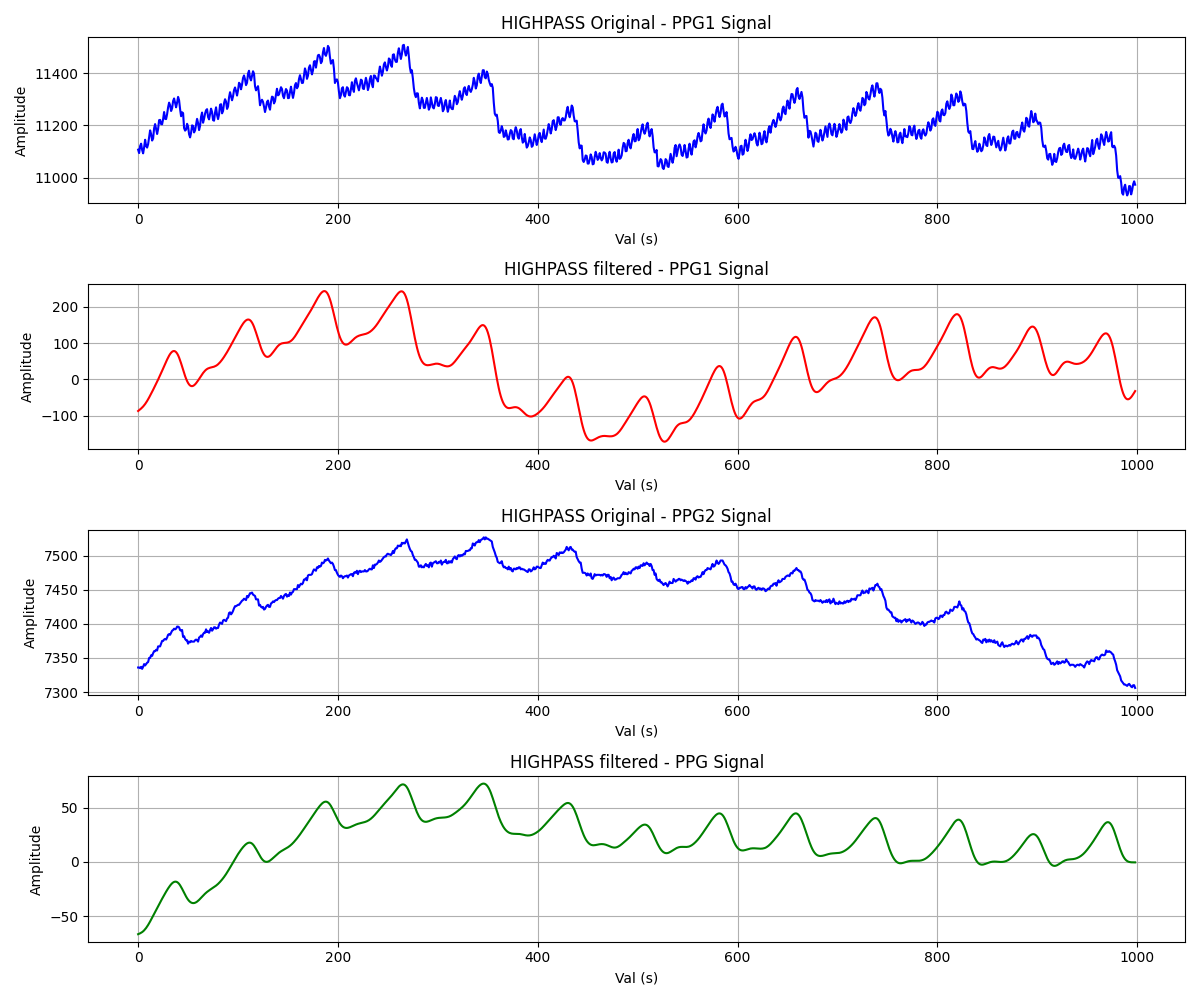 HIGHPASS Original - PPG1 Signal
Amplitude
11400
11200
11000
0 200 400 600 800 1000
Val (s)
HIGHPASS filtered - PPG1 Signal
Amplitude
200
100
0
−100
0 200 400 600 800 1000
Val (s)
HIGHPASS Original - PPG2 Signal
Amplitude
7500
7450
7400
7350
7300
0 200 400 600 800 1000
Val (s)
HIGHPASS filtered - PPG Signal
Amplitude
50
0
−50
0 200 400 600 800 1000
Val (s)